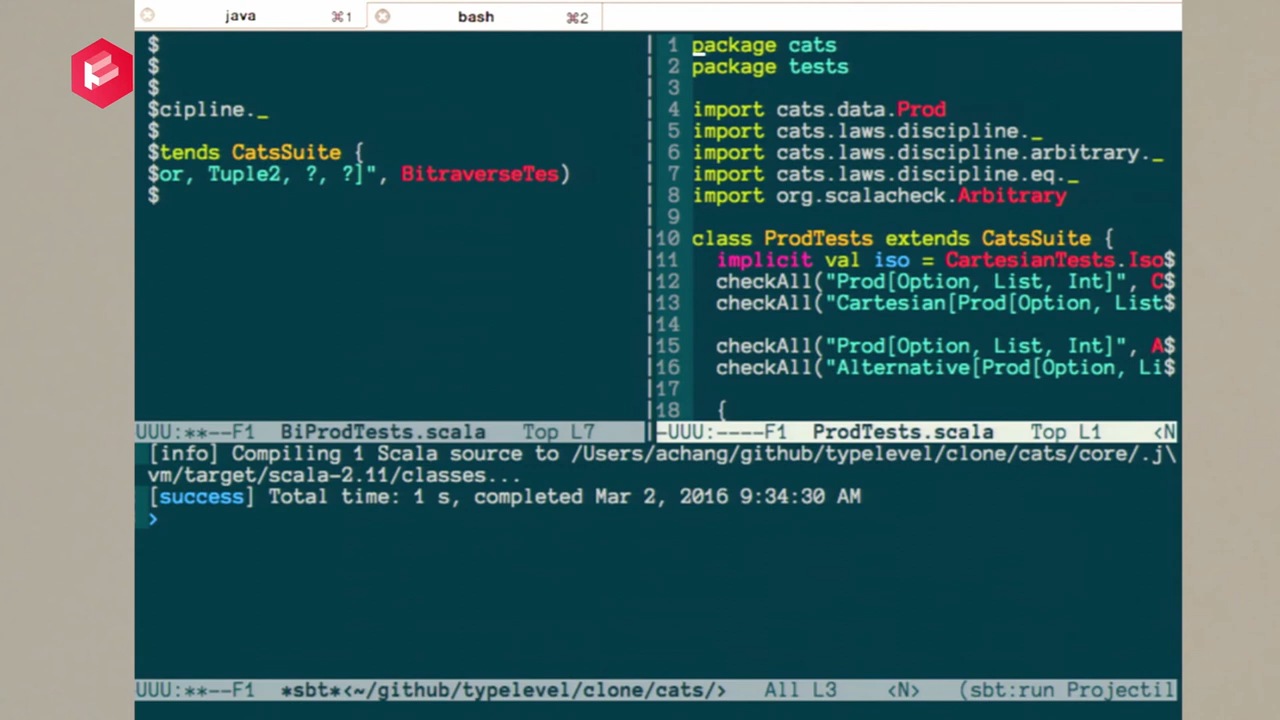 java ⌘1 bash ⌘2
$
$
$
$cipline._
$
$tends CatsSuite {
$or, Tuple2, ?, ?]", BitraverseTes)
$
1 package cats
2 package tests
3
4 import cats.data.Prod
5 import cats.laws.discipline._
6 import cats.laws.discipline.arbitrary._
7 import cats.laws.discipline.eq._
8 import org.scalacheck.Arbitrary
9
10 class ProdTests extends CatsSuite {
11 implicit val iso = CartesianTests.Iso$
12 checkAll("Prod[Option, List, Int]", C$
13 checkAll("Cartesian[Prod[Option, List$
14
15 checkAll("Prod[Option, List, Int]", A$
16 checkAll("Alternative[Prod[Option, Li$
17
18 {
UUU:**--F1 BiProdTests.scala Top L7
-UUU:----F1 ProdTests.scala Top L1 <N
[info] Compiling 1 Scala source to /Users/achang/github/typelevel/clone/cats/core/.j\
vm/target/scala-2.11/classes...
[success] Total time: 1 s, completed Mar 2, 2016 9:34:30 AM
>
UUU:**--F1 *sbt*<~/github/typelevel/clone/cats/> All L3 <N> (sbt:run Projectil